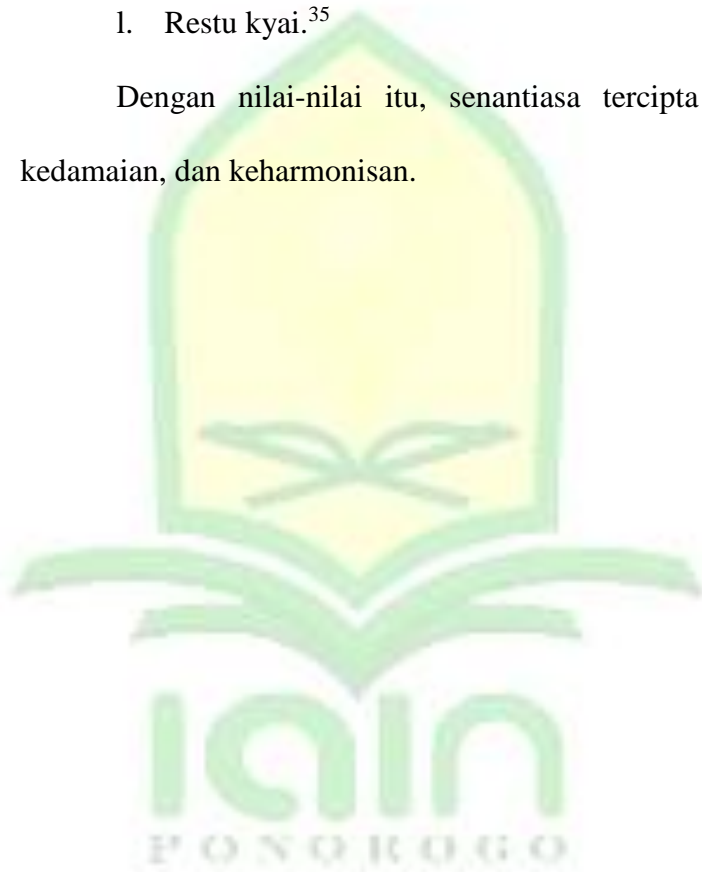 l. Restu kyai.35
Dengan nilai-nilai itu, senantiasa tercipta
kedamaian, dan keharmonisan.
iain
PONOROGO